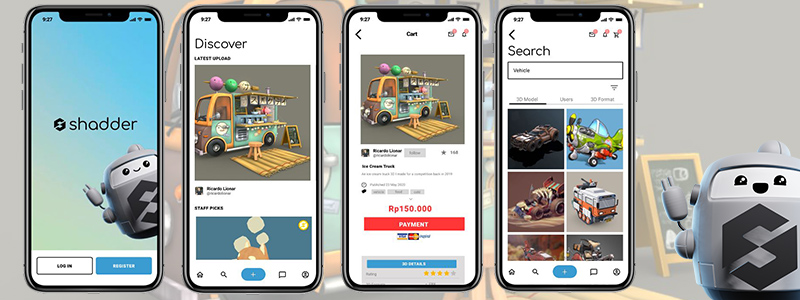 9:27
shadder
LOG IN
REGISTER
9:27
Discover
LATEST UPLOAD
Ricardo Lionar
@ricardolionar
STAFF PICKS
9:27
Cart
Ricardo Lionar
@ricardolionar
follow
168
Ice Cream Truck
Published 22 May 2023
Rp150.000
PAYMENT
VISA
3D DETAILS
Rating
9:27
Search
Vehicle
3D Model
Users
3D Format